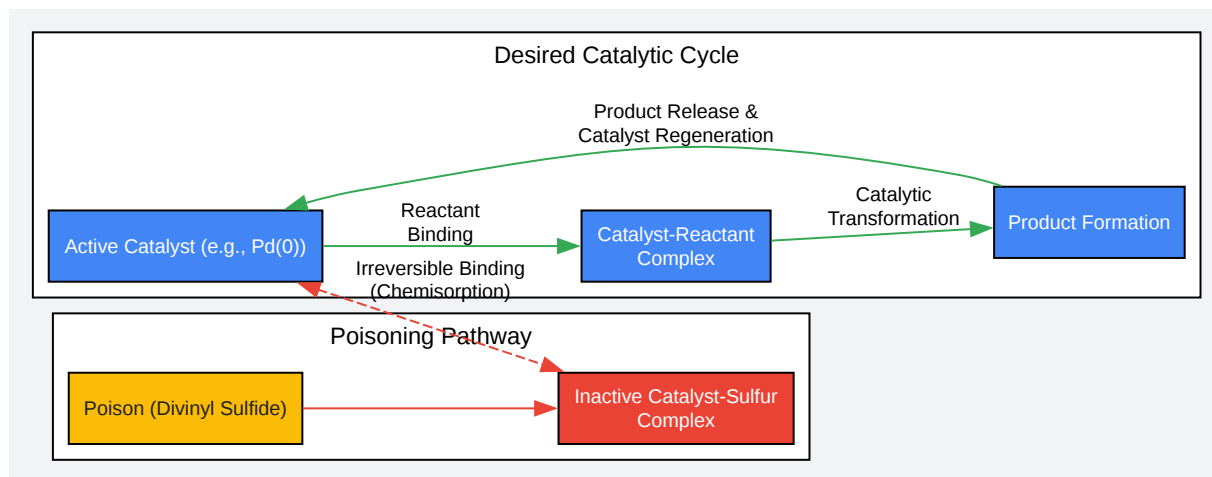 Desired Catalytic Cycle
Product Release &
Catalyst Regeneration
Active Catalyst (e.g., Pd(0))
Reactant
Binding
Catalyst-Reactant
Complex
Catalytic
Transformation
Product Formation
Irreversible Binding
(Chemisorption)
Poisoning Pathway
Poison (Divinyl Sulfide)
Inactive Catalyst-Sulfur
Complex